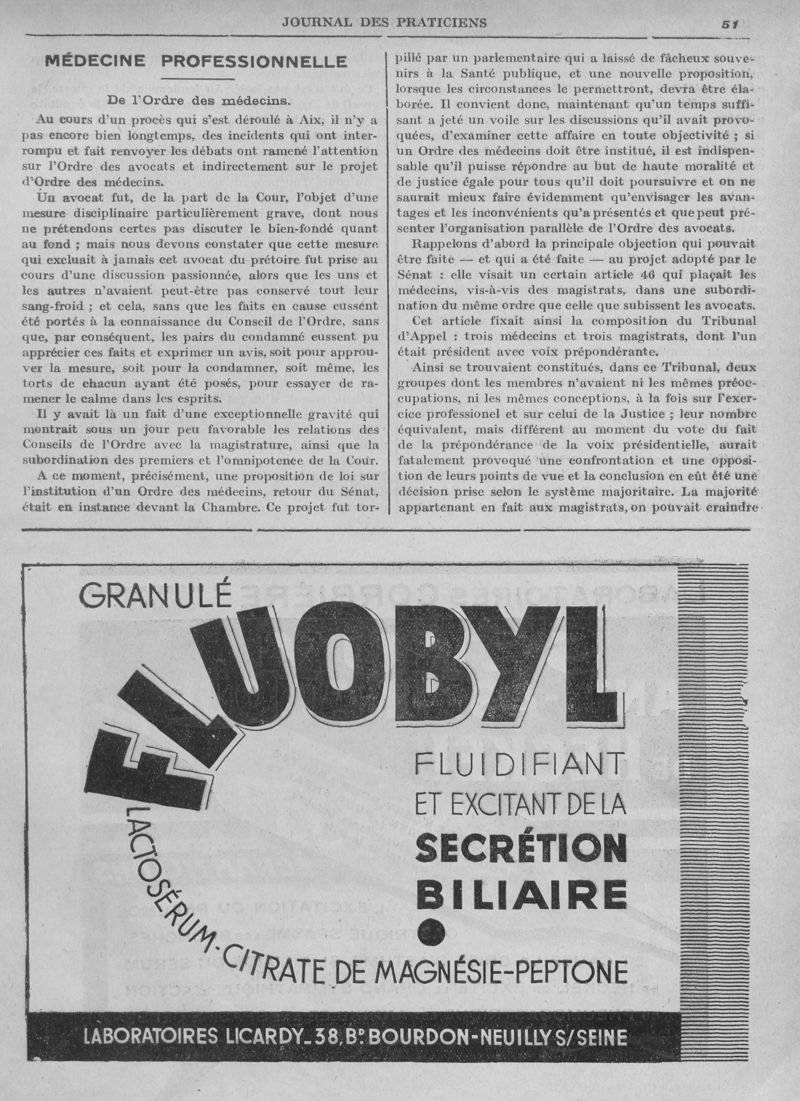 JOURNAL DES PRATICIENS
51
MÉDECINE PROFESSIONNELLE
De l'Ordre des médecins.
Au cours d'un procès qui s'est déroulé à Aix, il n'y a
pas encore bien longtemps, des incidents qui ont inter-
rompu et fait renvoyer les débats ont ramené l'attention
sur l'Ordre des avocats et indirectement sur le projet
d'Ordre des médecins.
Un avocat fut, de la part de la Cour, l'objet d'une
mesure disciplinaire particulièrement grave, dont nous
ne prétendons certes pas discuter le bien-fondé quant
au fond ; mais nous devons constater que cette mesure
qui excluait à jamais cet avocat du prétoire fut prise au
cours d'une discussion passionnée, alors que les uns et
les autres n'avaient peut-être pas conservé tout leur
sang-froid ; et cela, sans que les faits en cause eussent
été portés à la connaissance du Conseil de l'Ordre, sans
que, par conséquent, les pairs du condamné eussent pu
apprécier ces faits et exprimer un avis, soit pour approu-
ver la mesure, soit pour la condamner, soit même, les
torts de chacun ayant été posés, pour essayer de ra-
mener le calme dans les esprits.
Il y avait là un fait d'une exceptionnelle gravité qui
montrait sous un jour peu favorable les relations des
Conseils de l'Ordre avec la magistrature, ainsi que la
subordination des premiers et l'omnipotence de la Cour.
A ce moment, précisément, une proposition de loi sur
l'institution d'un Ordre des médecins, retour du Sénat,
était en instance devant la Chambre. Ce projet fut tor-
pillé par un parlementaire qui a laissé de fâcheux souve-
nirs à la Santé publique, et une nouvelle proposition,
lorsque les circonstances le permettront, devra être éla-
borée. Il convient donc, maintenant qu'un temps suffi-
sant a jeté un voile sur les discussions qu'il avait provo-
quées, d'examiner cette affaire en toute objectivité ; si
un Ordre des médecins doit être institué, il est indispen-
sable qu'il puisse répondre au but de haute moralité et
de justice égale pour tous qu'il doit poursuivre et on ne
saurait mieux faire évidemment qu'envisager les avan-
tages et les inconvénients qu'a présentés et que peut pré-
senter l'organisation parallèle de l'Ordre des avocats.
Rappelons d'abord la principale objection qui pouvait
être faite — et qui a été faite — au projet adopté par le
Sénat : elle visait un certain article 46 qui plaçait les
médecins, vis-à-vis des magistrats, dans une subordi-
nation du même ordre que celle que subissent les avocats.
Cet article fixait ainsi la composition du Tribunal
d'Appel : trois médecins et trois magistrats, dont l'un
était président avec voix prépondérante.
Ainsi se trouvaient constitués, dans ce Tribunal, deux
groupes dont les membres n'avaient ni les mêmes préoc-
cupations, ni les mêmes conceptions, à la fois sur l'exer-
cice professionel et sur celui de la Justice ; leur nombre
équivalent, mais différent au moment du vote du fait
de la prépondérance de la voix présidentielle, aurait
fatalement provoqué une confrontation et une opposi-
tion de leurs points de vue et la conclusion en eût été une
décision prise selon le système majoritaire. La majorité
appartenant en fait aux magistrats, on pouvait craindre
GRANULÉ
FLUOBYL
FLUIDIFIANT
ET EXCITANT DE LA
SECRÉTION
BILIAIRE
LACTOSÉRUM-CITRATE DE MAGNÉSIE-PEPTONE
LABORATOIRES LICARDY_38, Bᴰ BOURDON-NEUILLY S/SEINE